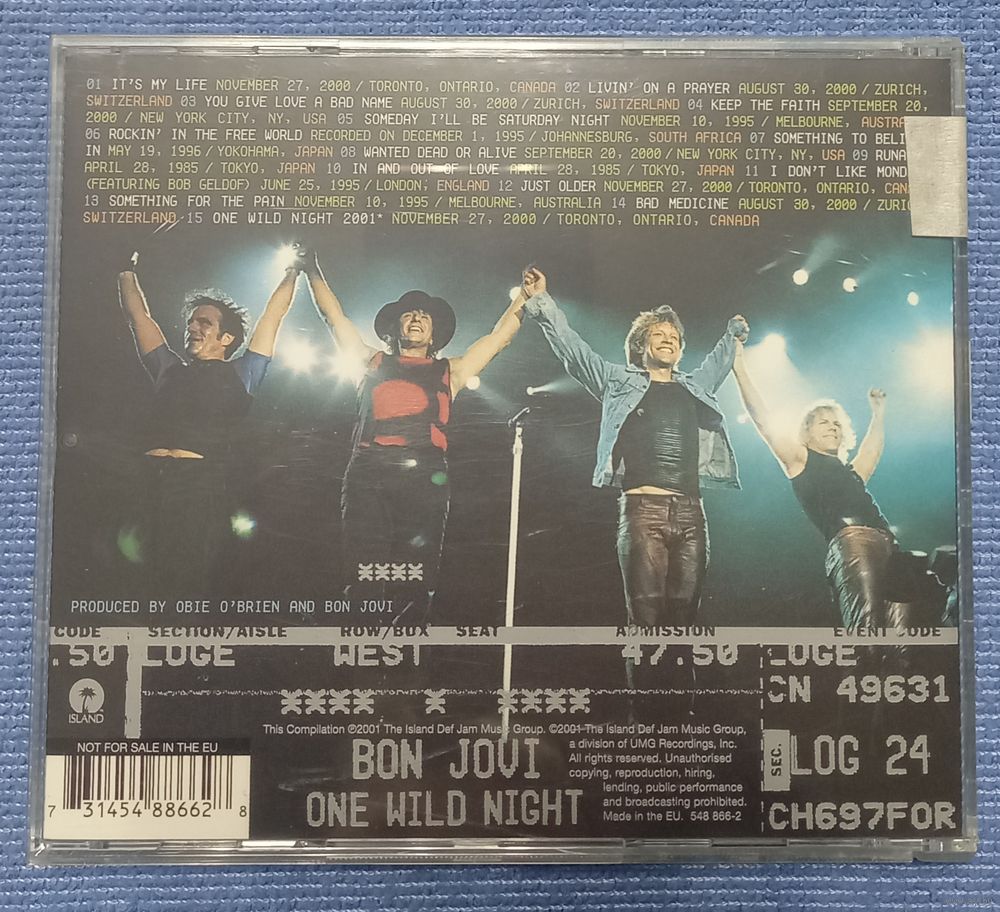 01 IT'S MY LIFE NOVEMBER 27, 2000 / TORONTO, ONTARIO, CANADA 02 LIVIN' ON A PRAYER AUGUST 30, 2000 / ZURICH,
SWITZERLAND 03 YOU GIVE LOVE A BAD NAME AUGUST 30, 2000 / ZURICH, SWITZERLAND 04 KEEP THE FAITH SEPTEMBER 20,
2000 / NEW YORK CITY, NY, USA 05 SOMEDAY I'LL BE SATURDAY NIGHT NOVEMBER 10, 1995 / MELBOURNE, AUSTRA
06 ROCKIN' IN THE FREE WORLD RECORDED ON DECEMBER 1, 1995 / JOHANNESBURG, SOUTH AFRICA 07 SOMETHING TO BELI
IN MAY 19, 1996 / YOKOHAMA, JAPAN 08 WANTED DEAD OR ALIVE SEPTEMBER 20, 2000 / NEW YORK CITY, NY, USA 09 RUNA
APRIL 28, 1985 / TOKYO, JAPAN 10 IN AND OUT OF LOVE APRIL 28, 1985 / TOKYO, JAPAN 11 I DON'T LIKE MOND
(FEATURING BOB GELDOF) JUNE 25, 1995 / LONDON, ENGLAND 12 JUST OLDER NOVEMBER 27, 2000 / TORONTO, ONTARIO, CAN
13 SOMETHING FOR THE PAIN NOVEMBER 10, 1995 / MELBOURNE, AUSTRALIA 14 BAD MEDICINE AUGUST 30, 2000 / ZURIC
SWITZERLAND 15 ONE WILD NIGHT 2001* NOVEMBER 27, 2000 / TORONTO, ONTARIO, CANADA
PRODUCED BY OBIE O'BRIEN AND BON JOVI
CODE SECTION/AISLE ROW/BOX SEAT ADMISSION EVENT CODE
.50 LOGE WEST 47.50 LOGE
CN 49631
ISLAND
This Compilation ℗2001 The Island Def Jam Music Group. ©2001 The Island Def Jam Music Group,
a division of UMG Recordings, Inc.
All rights reserved. Unauthorised
copying, reproduction, hiring,
lending, public performance
and broadcasting prohibited.
Made in the EU. 548 866-2
BON JOVI
ONE WILD NIGHT
SEC. LOG 24
CH697FOR
NOT FOR SALE IN THE EU
7 31454 88662 8